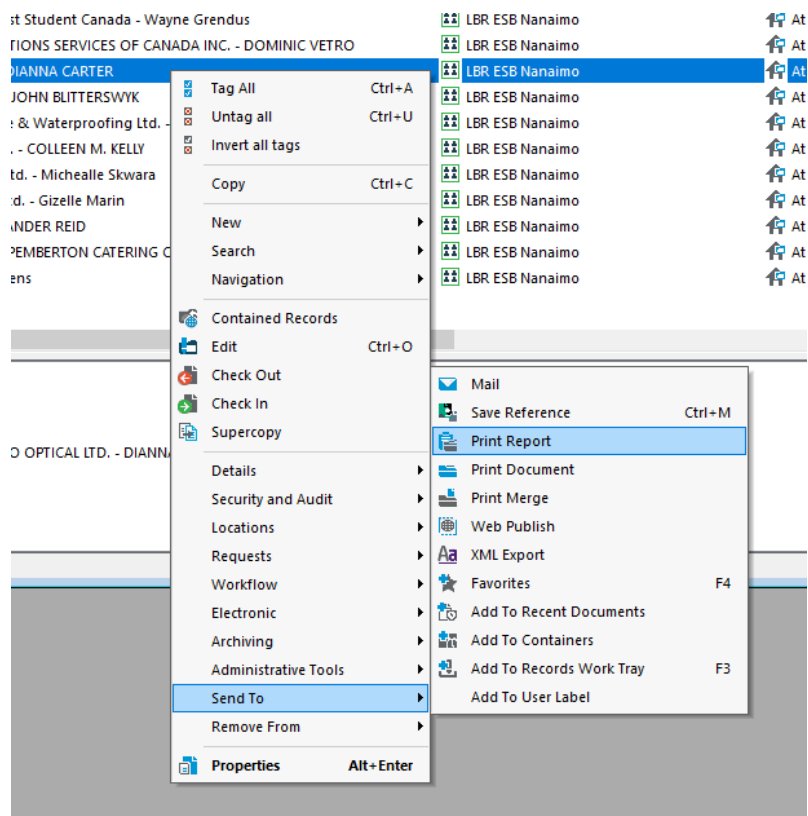 st Student Canada - Wayne Grendus LBR ESB Nanaimo At
TIONS SERVICES OF CANADA INC. - DOMINIC VETRO LBR ESB Nanaimo At
DIANNA CARTER LBR ESB Nanaimo At
JOHN BLITTERSWYK LBR ESB Nanaimo At
& Waterproofing Ltd. - LBR ESB Nanaimo At
. - COLLEEN M. KELLY LBR ESB Nanaimo At
td. - Michealle Skwara LBR ESB Nanaimo At
td. - Gizelle Marin LBR ESB Nanaimo At
ANDER REID LBR ESB Nanaimo At
PEMBERTON CATERING C LBR ESB Nanaimo At
ens LBR ESB Nanaimo At
O OPTICAL LTD. - DIANN
Tag All Ctrl+A
Untag all Ctrl+U
Invert all tags
Copy Ctrl+C
New
Search
Navigation
Contained Records
Edit Ctrl+O
Check Out
Check In
Supercopy
Details
Security and Audit
Locations
Requests
Workflow
Electronic
Archiving
Administrative Tools
Send To
Remove From
Properties Alt+Enter
Mail
Save Reference Ctrl+M
Print Report
Print Document
Print Merge
Web Publish
Aa XML Export
Favorites F4
Add To Recent Documents
Add To Containers
Add To Records Work Tray F3
Add To User Label